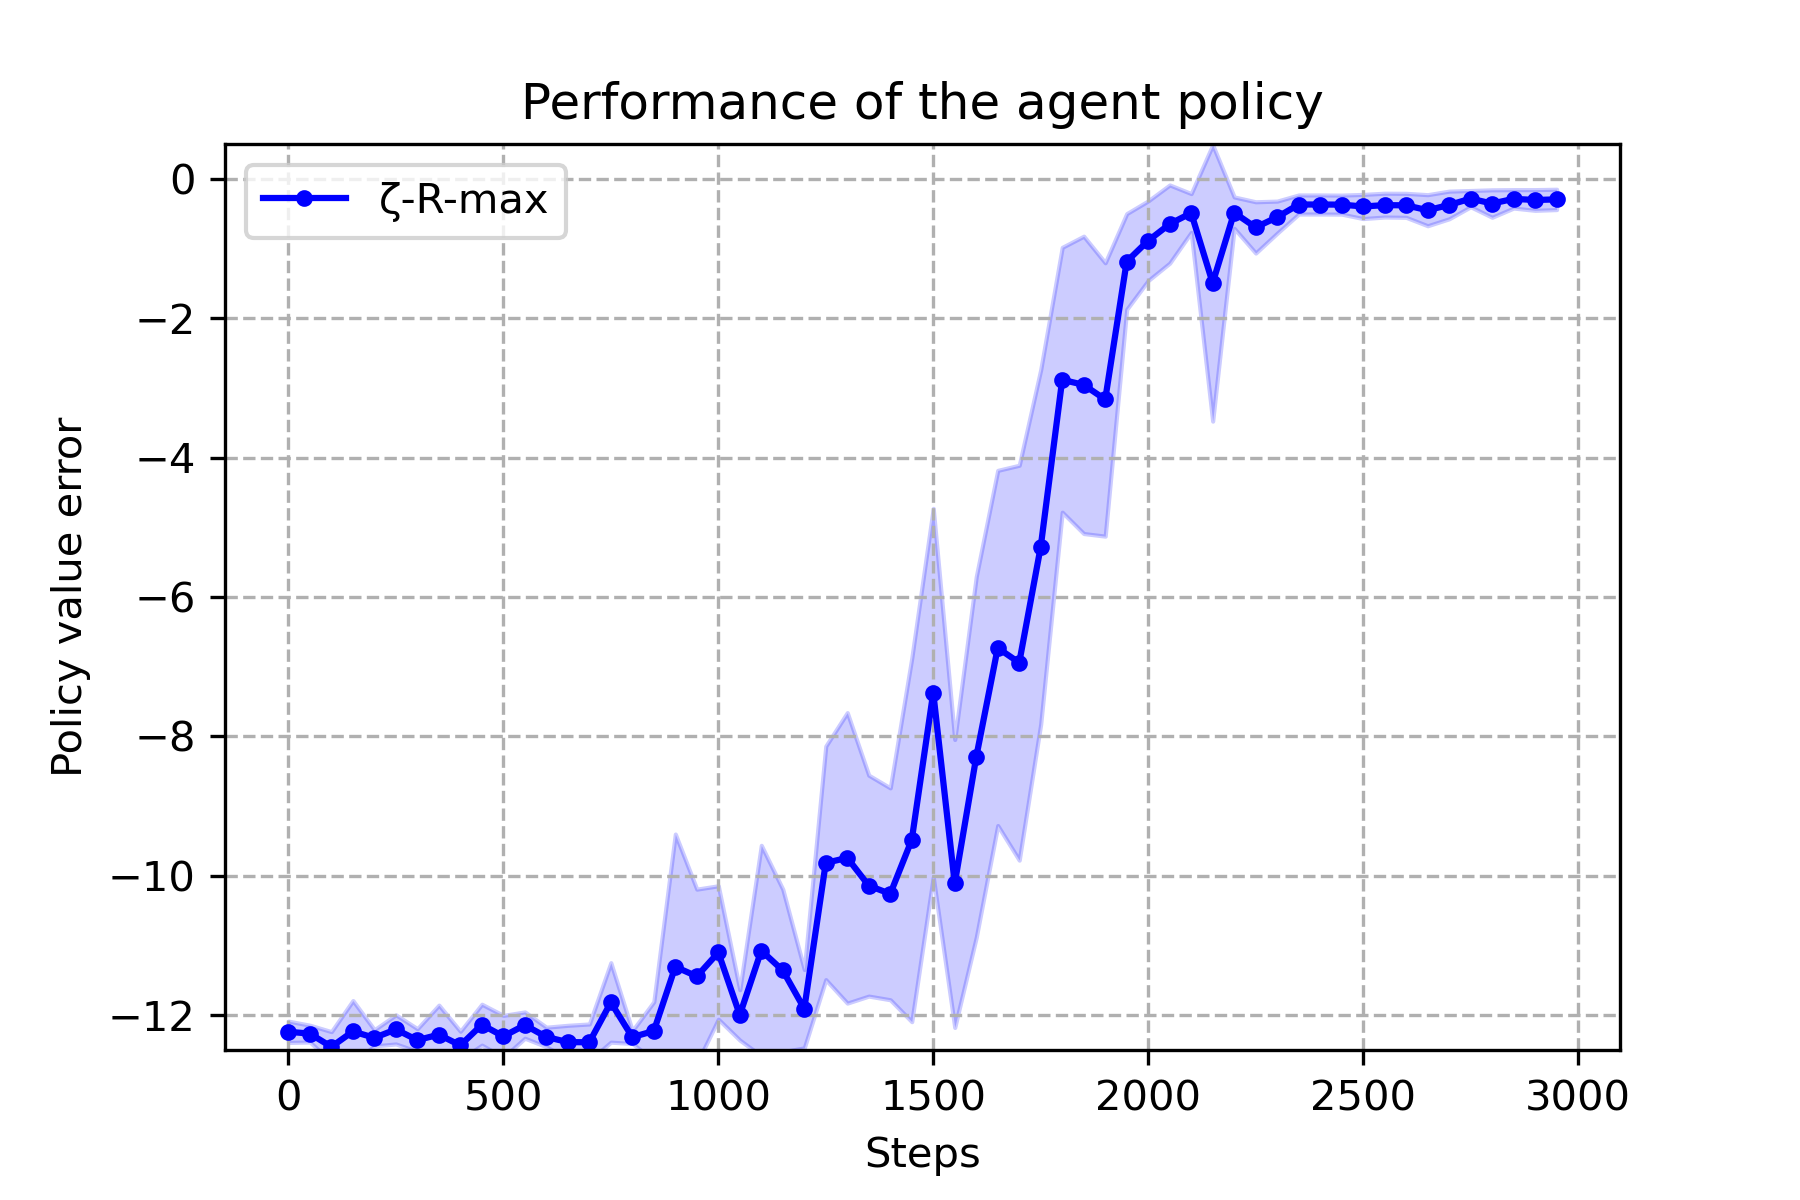 Performance of the agent policy
ζ-R-max
Policy value error
0
−2
−4
−6
−8
−10
−12
0 500 1000 1500 2000 2500 3000
Steps